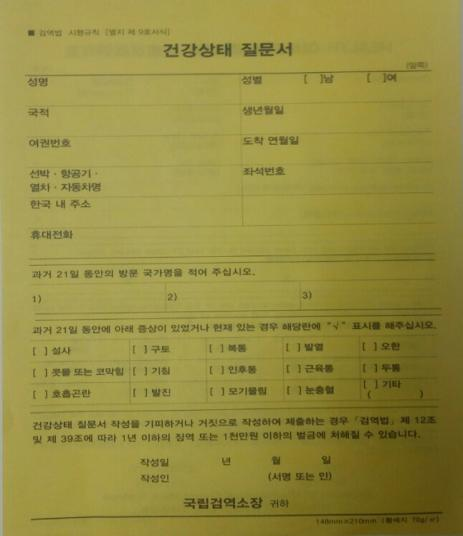 ■ 검역법 시행규칙 [별지 제 9호서식]
건강상태 질문서
(앞쪽)
성명 성별 [ ]남 [ ]여
국적 생년월일
여권번호 도착 연월일
선박·항공기· 좌석번호
열차·자동차명
한국 내 주소
휴대전화
과거 21일 동안의 방문 국가명을 적어 주십시오.
1) 2) 3)
과거 21일 동안에 아래 증상이 있었거나 현재 있는 경우 해당란에 "√" 표시를 해주십시오.
[ ] 설사 [ ] 구토 [ ] 복통 [ ] 발열 [ ] 오한
[ ] 콧물 또는 코막힘 [ ] 기침 [ ] 인후통 [ ] 근육통 [ ] 두통
[ ] 호흡곤란 [ ] 발진 [ ] 모기물림 [ ] 눈충혈 [ ] 기타
( )
건강상태 질문서 작성을 기피하거나 거짓으로 작성하여 제출하는 경우 「검역법」 제 12조
및 제 39조에 따라 1년 이하의 징역 또는 1천만원 이하의 벌금에 처해질 수 있습니다.
작성일 년 월 일
작성인 (서명 또는 인)
국립검역소장 귀하
148mm×210mm (황색지 70g/㎡)